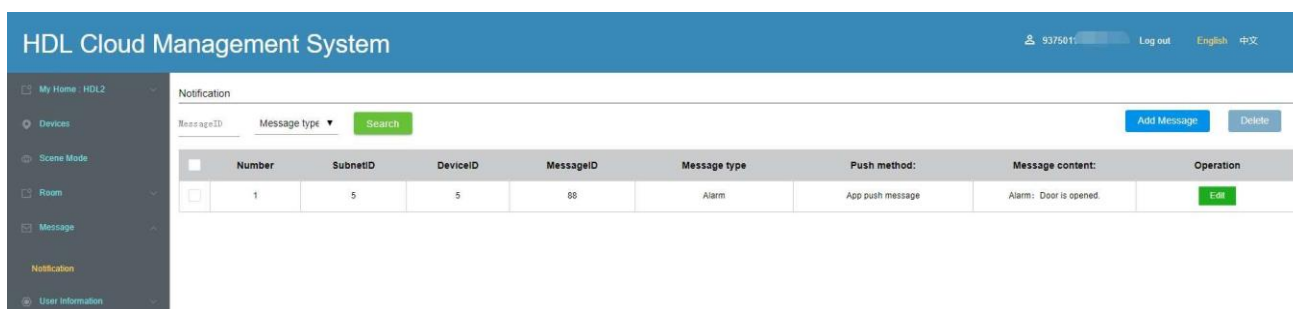 HDL Cloud Management System
937501 Log out English 中文
My Home : HDL2
Devices
Scene Mode
Room
Message
Notification
User Information
Notification
MessageID Message type Search Add Message Delete
Number SubnetID DeviceID MessageID Message type Push method: Message content: Operation
1 5 5 88 Alarm App push message Alarm: Door is opened. Edit